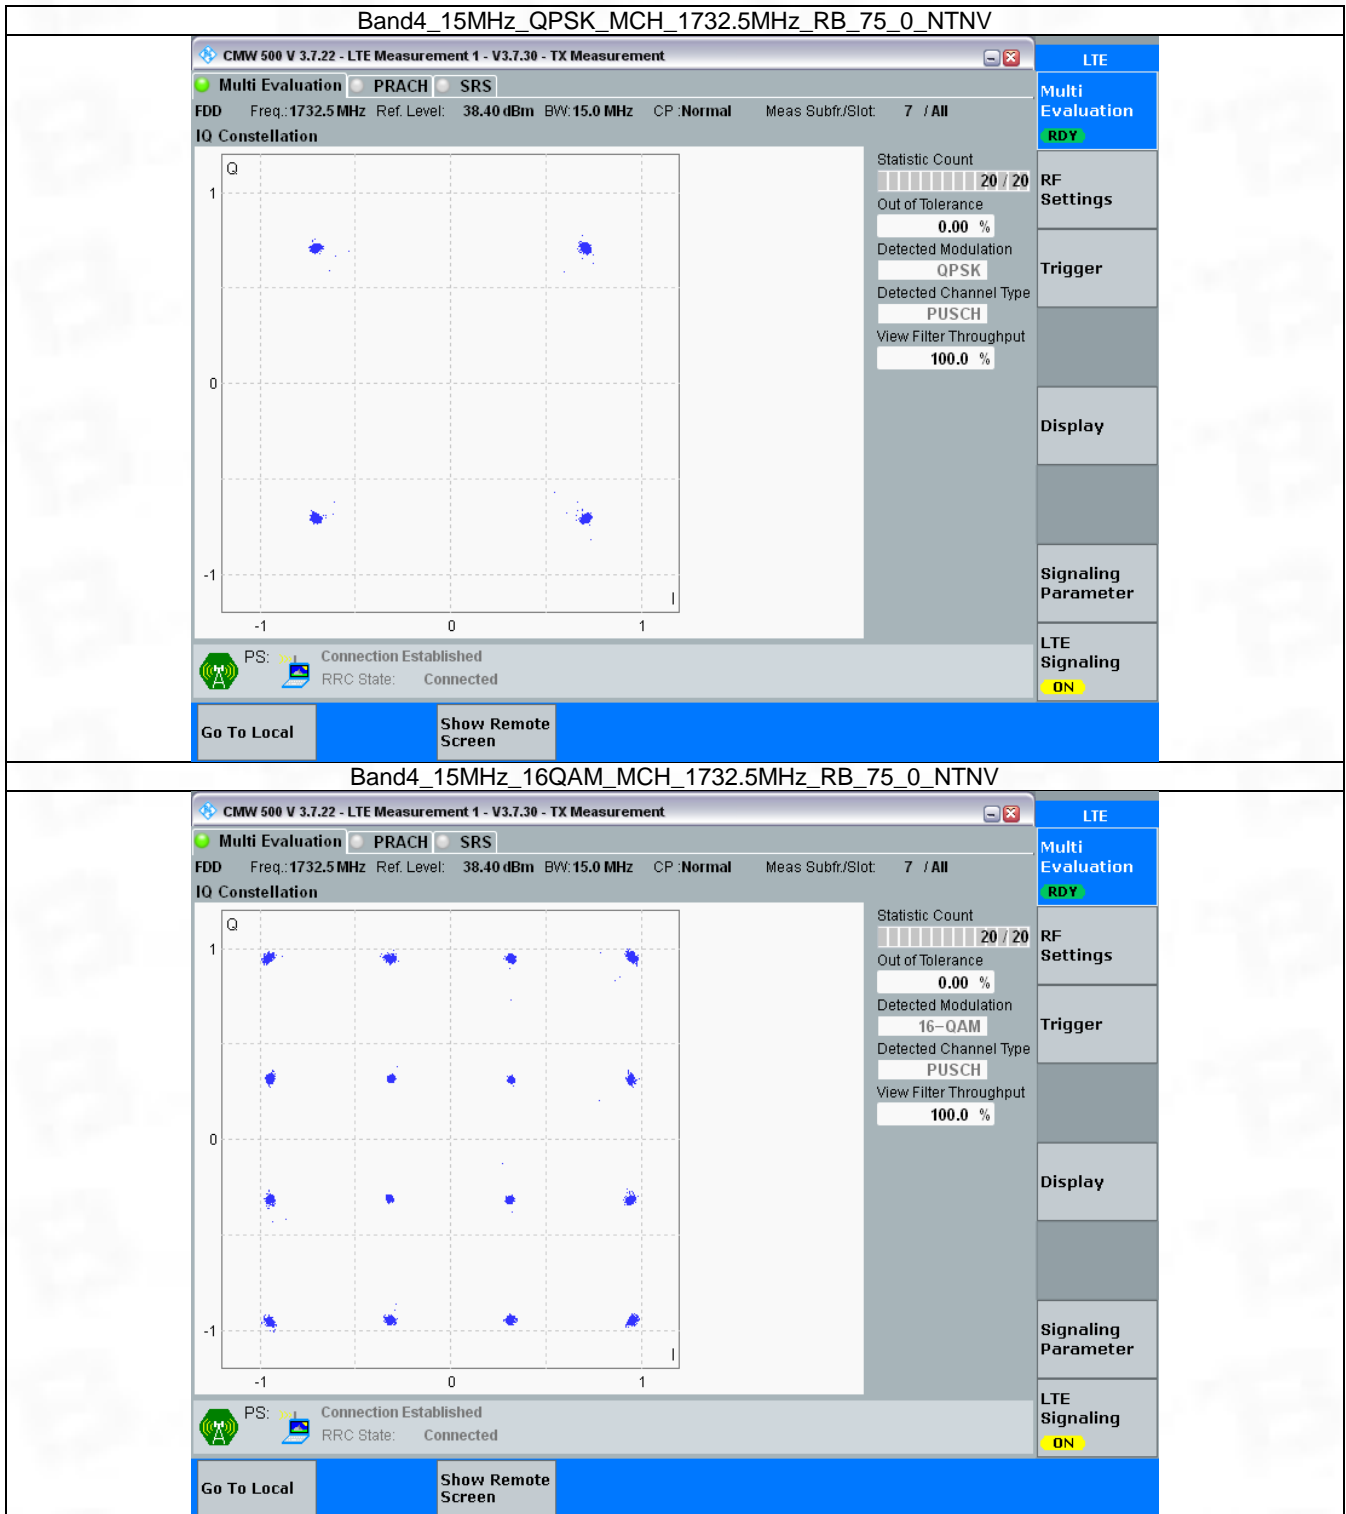 Band4_15MHz_QPSK_MCH_1732.5MHz_RB_75_0_NTNV
CMW 500 V 3.7.22 - LTE Measurement 1 - V3.7.30 - TX Measurement
LTE
Multi Evaluation PRACH SRS
Multi
Evaluation
RDY
FDD Freq.: 1732.5 MHz Ref. Level: 38.40 dBm BW: 15.0 MHz CP : Normal Meas Subfr./Slot: 7 / All
IQ Constellation
Q
1
0
-1
I
-1 0 1
Statistic Count
20 / 20
Out of Tolerance
0.00 %
Detected Modulation
QPSK
Detected Channel Type
PUSCH
View Filter Throughput
100.0 %
RF
Settings
Trigger
Display
Signaling
Parameter
LTE
Signaling
ON
PS: Connection Established
RRC State: Connected
Go To Local
Show Remote
Screen
Band4_15MHz_16QAM_MCH_1732.5MHz_RB_75_0_NTNV
CMW 500 V 3.7.22 - LTE Measurement 1 - V3.7.30 - TX Measurement
LTE
Multi Evaluation PRACH SRS
Multi
Evaluation
RDY
FDD Freq.: 1732.5 MHz Ref. Level: 38.40 dBm BW: 15.0 MHz CP : Normal Meas Subfr./Slot: 7 / All
IQ Constellation
Q
1
0
-1
I
-1 0 1
Statistic Count
20 / 20
Out of Tolerance
0.00 %
Detected Modulation
16-QAM
Detected Channel Type
PUSCH
View Filter Throughput
100.0 %
RF
Settings
Trigger
Display
Signaling
Parameter
LTE
Signaling
ON
PS: Connection Established
RRC State: Connected
Go To Local
Show Remote
Screen